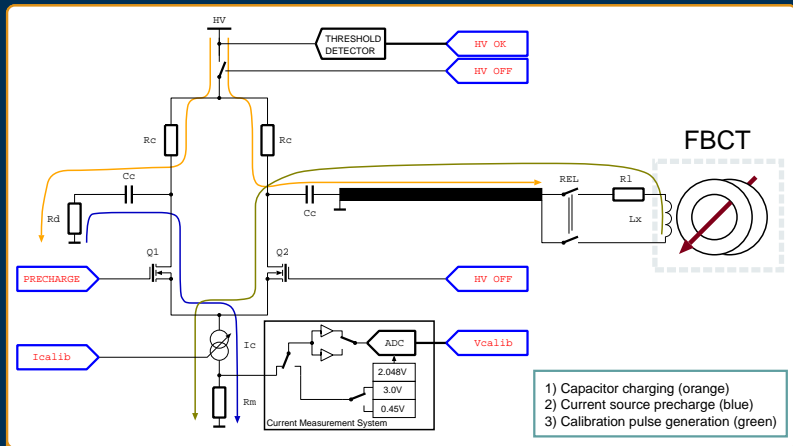 HV
THRESHOLD
DETECTOR
HV OK
HV OFF
Rc
Rc
FBCT
Cc
REL
Rl
Rd
Cc
Lx
Q1
Q2
PRECHARGE
HV OFF
Icalib
Ic
ADC
Vcalib
2.048V
3.0V
0.45V
Rm
Current Measurement System
1) Capacitor charging (orange)
2) Current source precharge (blue)
3) Calibration pulse generation (green)